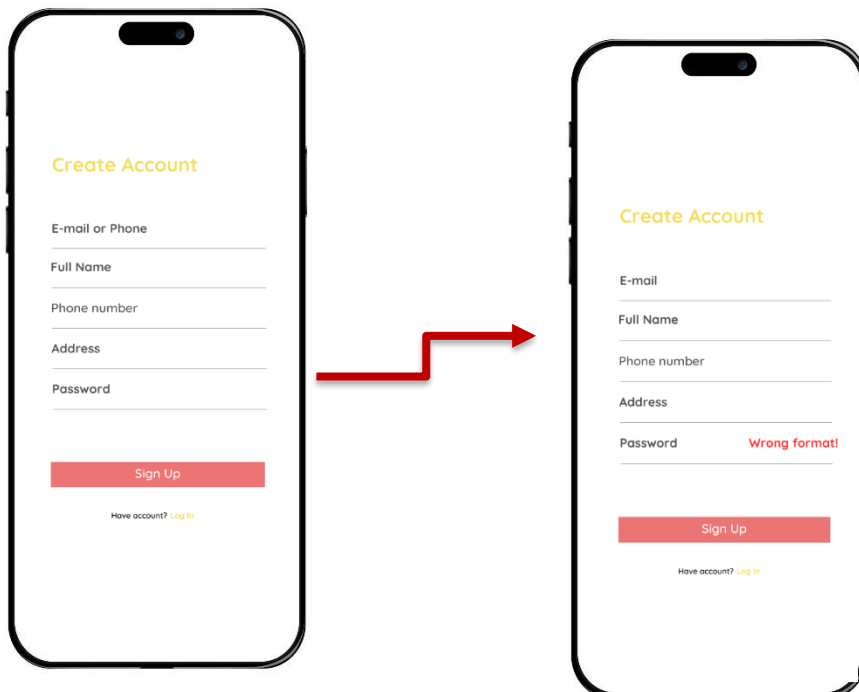 Create Account
E-mail or Phone
Full Name
Phone number
Address
Password
Sign Up
Have account? Log In
Create Account
E-mail
Full Name
Phone number
Address
Password Wrong format!
Sign Up
Have account? Log In